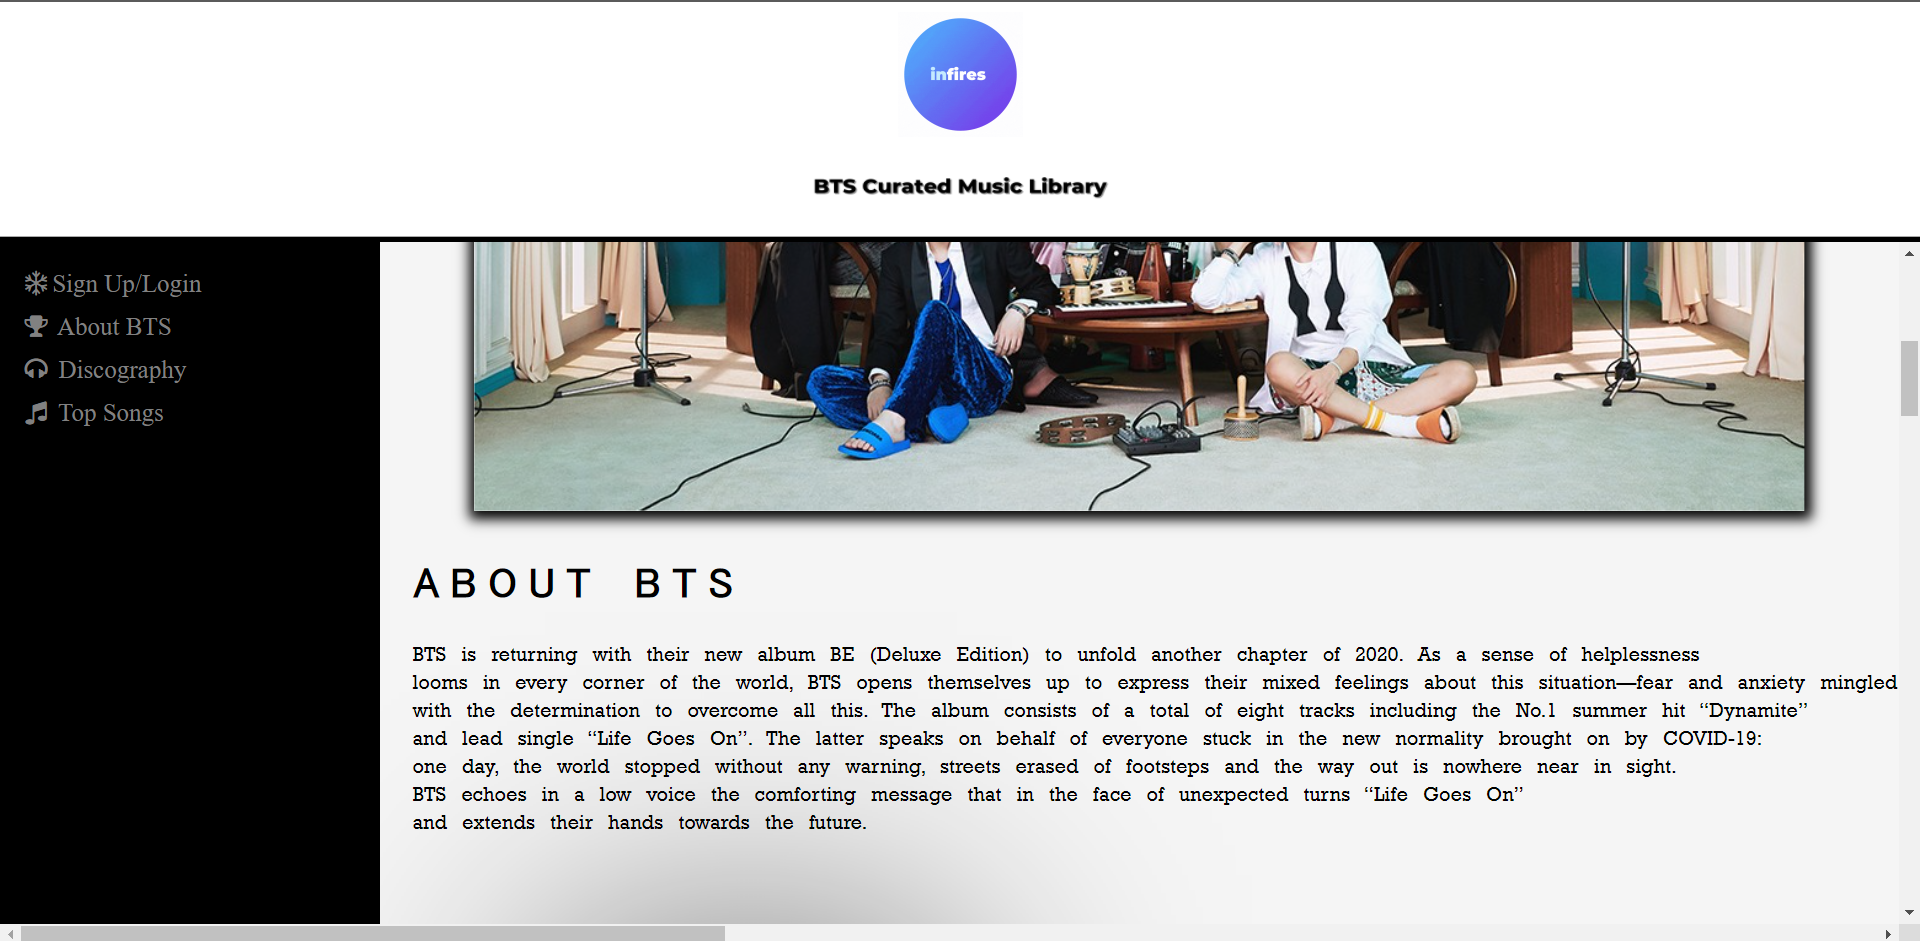 infires
BTS Curated Music Library
Sign Up/Login
About BTS
Discography
Top Songs
ABOUT BTS
BTS is returning with their new album BE (Deluxe Edition) to unfold another chapter of 2020. As a sense of helplessness
looms in every corner of the world, BTS opens themselves up to express their mixed feelings about this situation—fear and anxiety mingled
with the determination to overcome all this. The album consists of a total of eight tracks including the No.1 summer hit “Dynamite”
and lead single “Life Goes On”. The latter speaks on behalf of everyone stuck in the new normality brought on by COVID-19:
one day, the world stopped without any warning, streets erased of footsteps and the way out is nowhere near in sight.
BTS echoes in a low voice the comforting message that in the face of unexpected turns “Life Goes On”
and extends their hands towards the future.